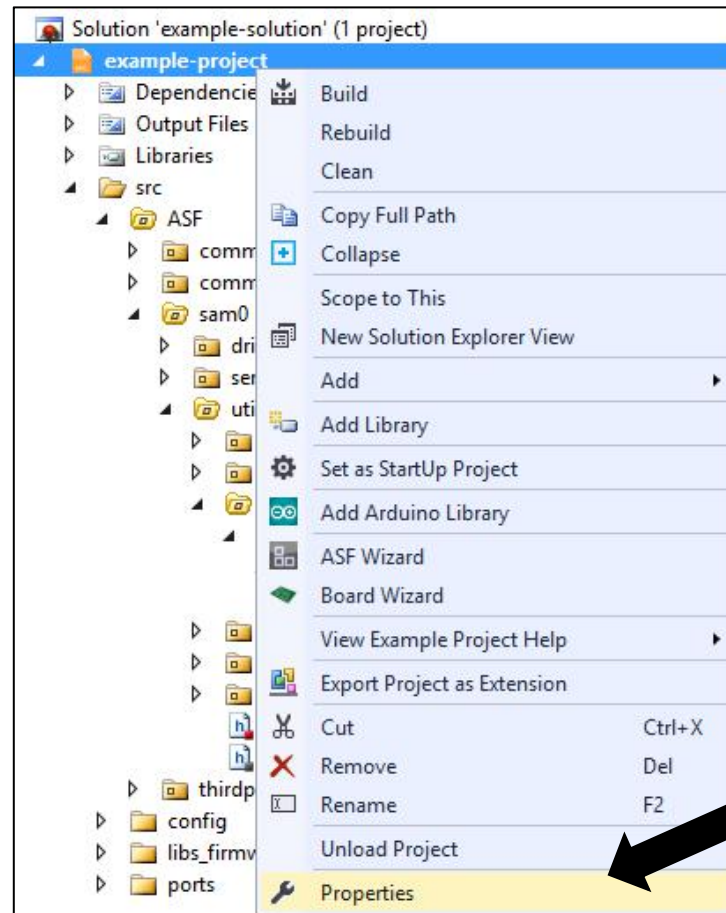 Solution 'example-solution' (1 project)
example-project
Dependencie
Output Files
Libraries
src
ASF
comm
comm
sam0
dri
ser
uti
thirdp
config
libs_firmw
ports
Build
Rebuild
Clean
Copy Full Path
Collapse
Scope to This
New Solution Explorer View
Add
Add Library
Set as StartUp Project
Add Arduino Library
ASF Wizard
Board Wizard
View Example Project Help
Export Project as Extension
Cut Ctrl+X
Remove Del
Rename F2
Unload Project
Properties